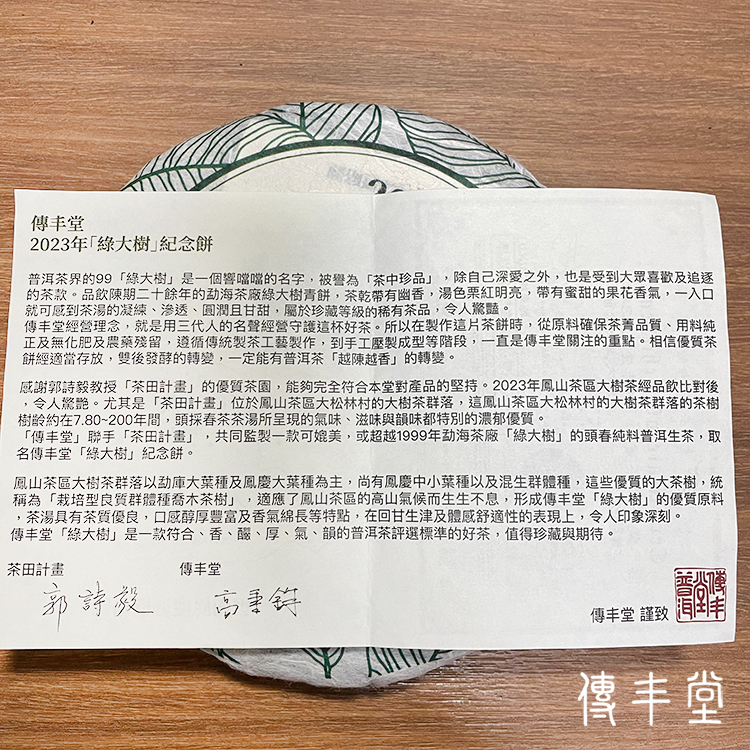 傳丰堂
2023年「綠大樹」紀念餅
普洱茶界的99「綠大樹」是一個響噹噹的名字，被譽為「茶中珍品」，除自己深愛之外，也是受到大眾喜歡及追逐
的茶款。品飲陳期二十餘年的勐海茶廠綠大樹青餅，茶乾帶有幽香，湯色栗紅明亮，帶有蜜甜的果花香氣，一入口
就可感到茶湯的凝練、滲透、圓潤且甘甜，屬於珍藏等級的稀有茶品，令人驚豔。
傳丰堂經營理念，就是用三代人的名聲經營守護這杯好茶。所以在製作這片茶餅時，從原料確保茶菁品質、用料純
正及無化肥及農藥殘留，遵循傳統製茶工藝製作，到手工壓製成型等階段，一直是傳丰堂關注的重點。相信優質茶
餅經適當存放，雙後發酵的轉變，一定能有普洱茶「越陳越香」的轉變。
感謝郭詩毅教授「茶田計畫」的優質茶園，能夠完全符合本堂對產品的堅持。2023年鳳山茶區大樹茶經品飲比對後
，令人驚艷。尤其是「茶田計畫」位於鳳山茶區大松林村的大樹茶群落，這鳳山茶區大松林村的大樹茶群落的茶樹
樹齡約在7.80~200年間，頭採春茶茶湯所呈現的氣味、滋味與韻味都特別的濃郁優質。
「傳丰堂」聯手「茶田計畫」，共同監製一款可媲美，或超越1999年勐海茶廠「綠大樹」的頭春純料普洱生茶，取
名傳丰堂「綠大樹」紀念餅。
鳳山茶區大樹茶群落以勐庫大葉種及鳳慶大葉種為主，尚有鳳慶中小葉種以及混生群體種，這些優質的大茶樹，統
稱為「栽培型良質群體種喬木茶樹」，適應了鳳山茶區的高山氣候而生生不息，形成傳丰堂「綠大樹」的優質原料
，茶湯具有茶質優良，口感醇厚豐富及香氣綿長等特點，在回甘生津及體感舒適性的表現上，令人印象深刻。
傳丰堂「綠大樹」是一款符合、香、釅、厚、氣、韻的普洱茶評選標準的好茶，值得珍藏與期待。
茶田計畫 傳丰堂
郭詩毅
傳丰堂 謹致
傳丰堂普洱
傳丰堂